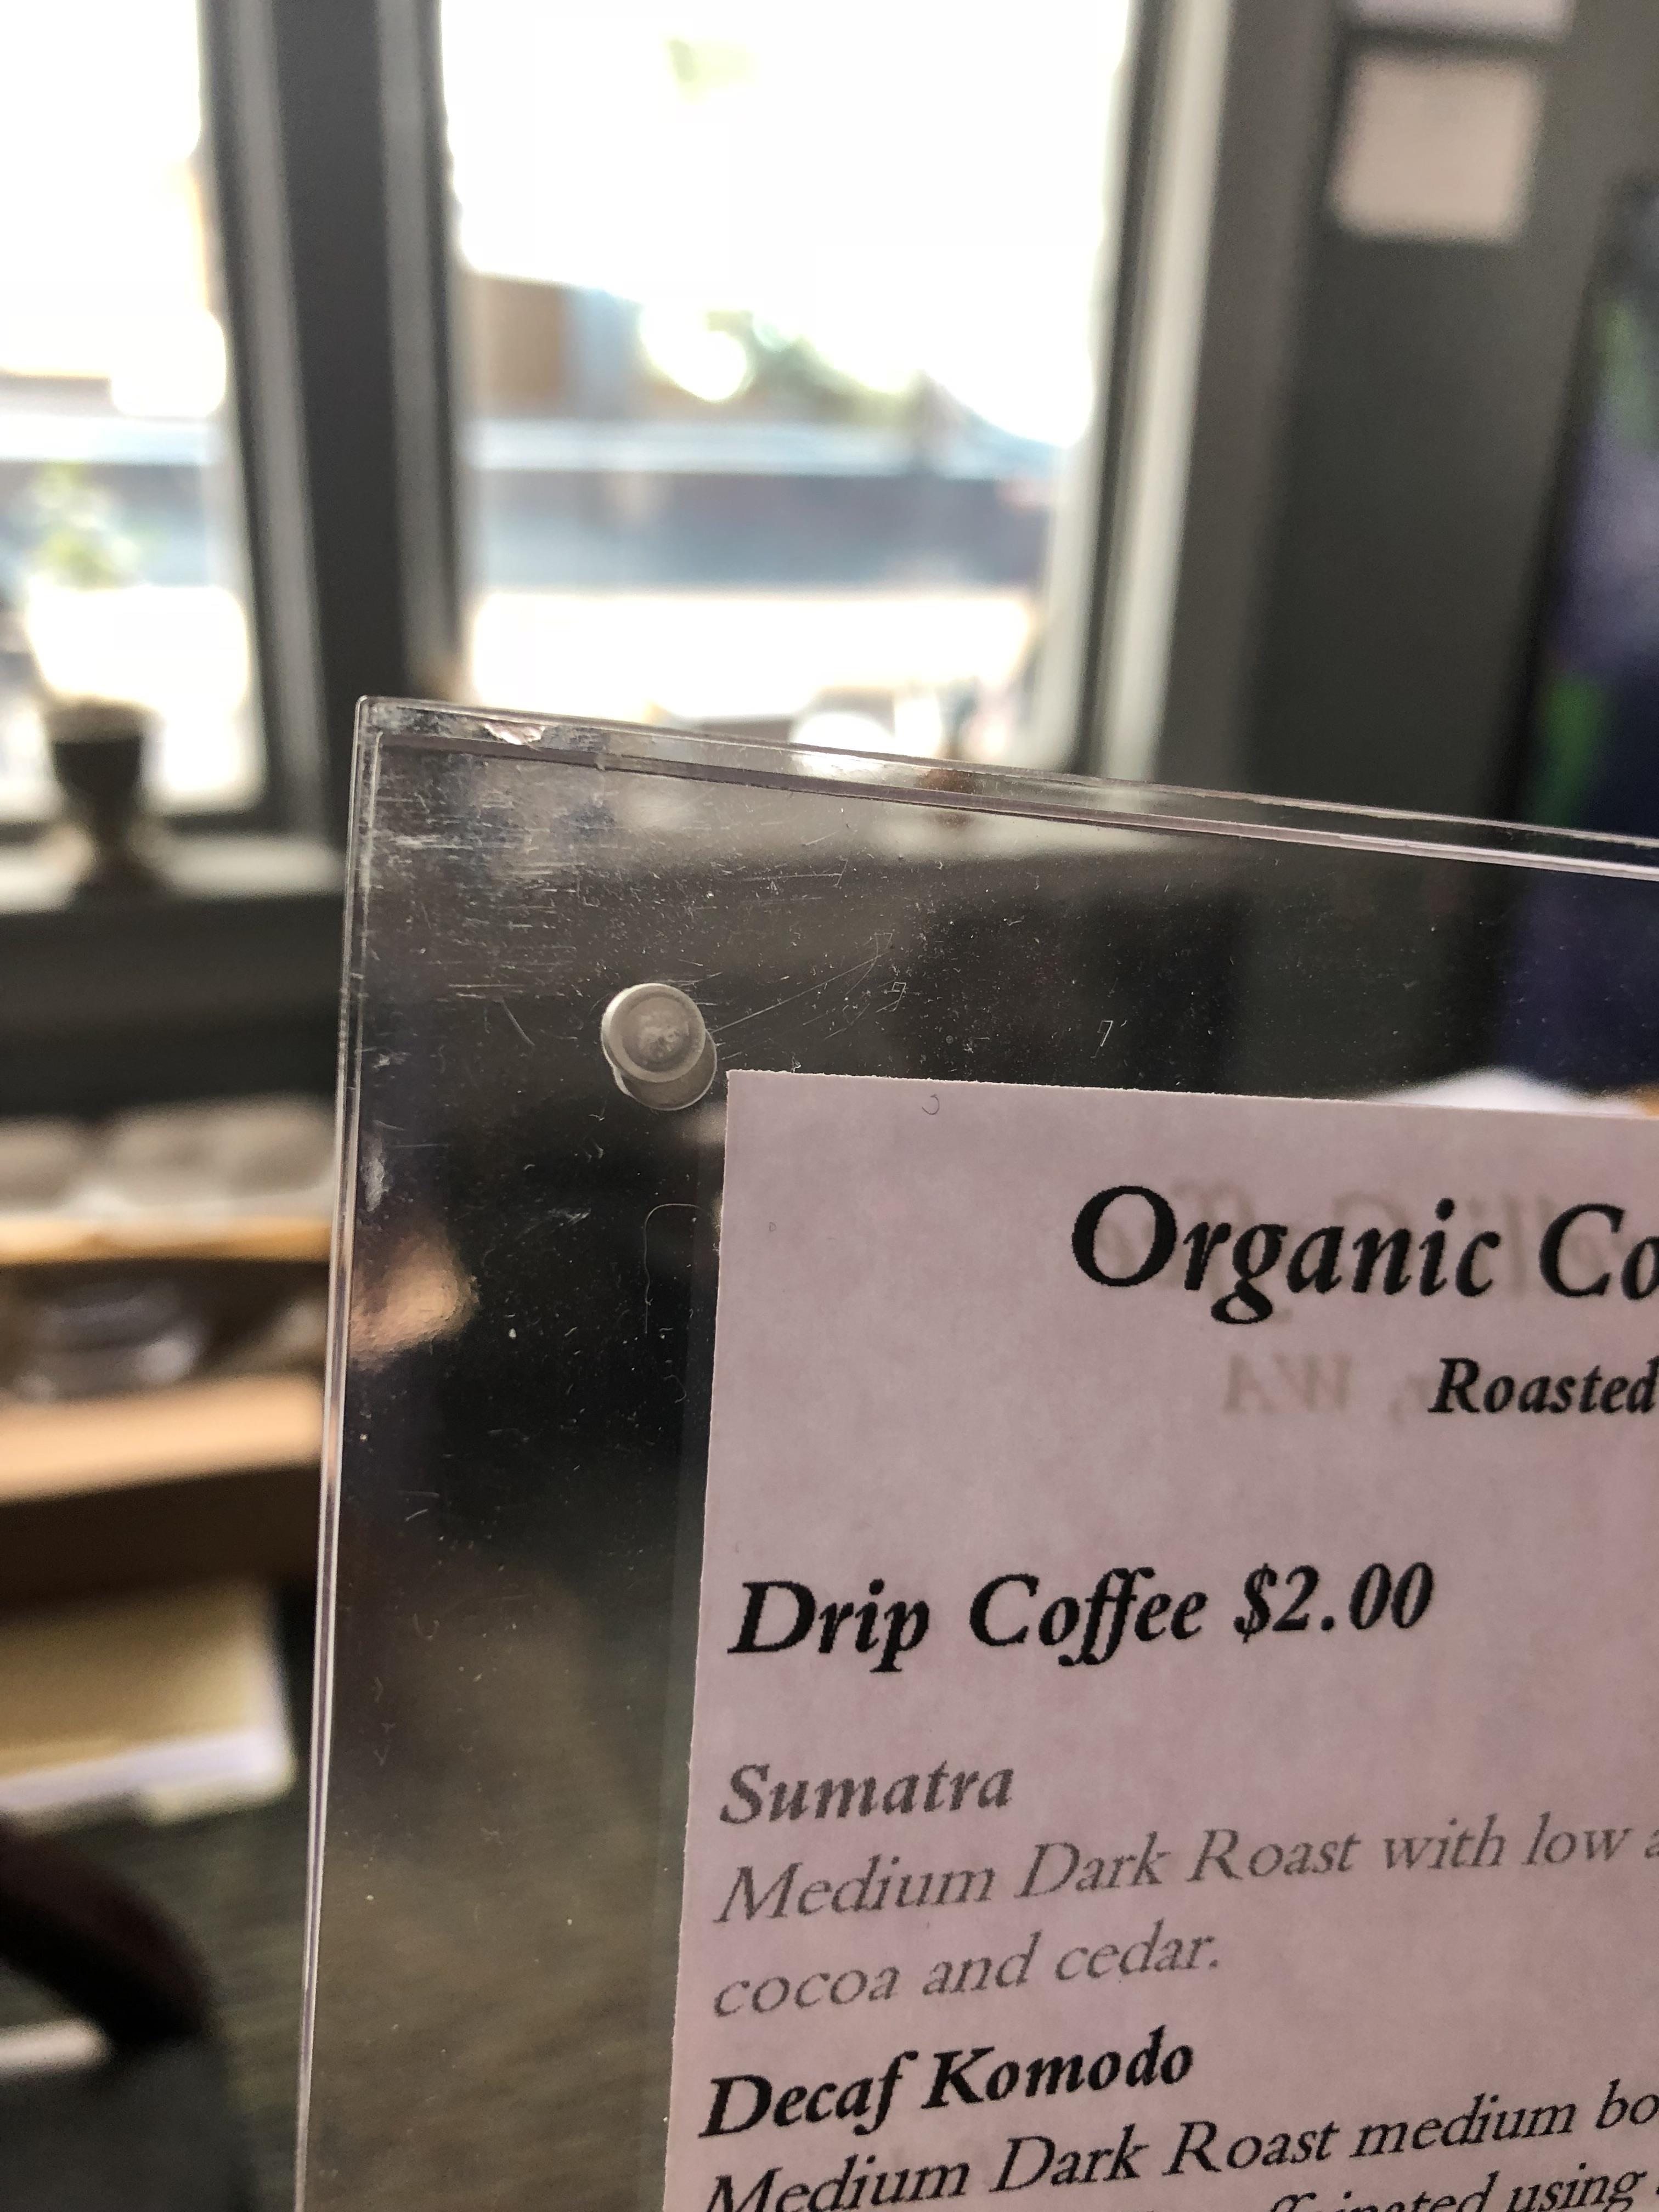 Organic Co
Roasted
Drip Coffee $2.00
Sumatra
Medium Dark Roast with low a
cocoa and cedar.
Decaf Komodo
Medium Dark Roast medium bo
using